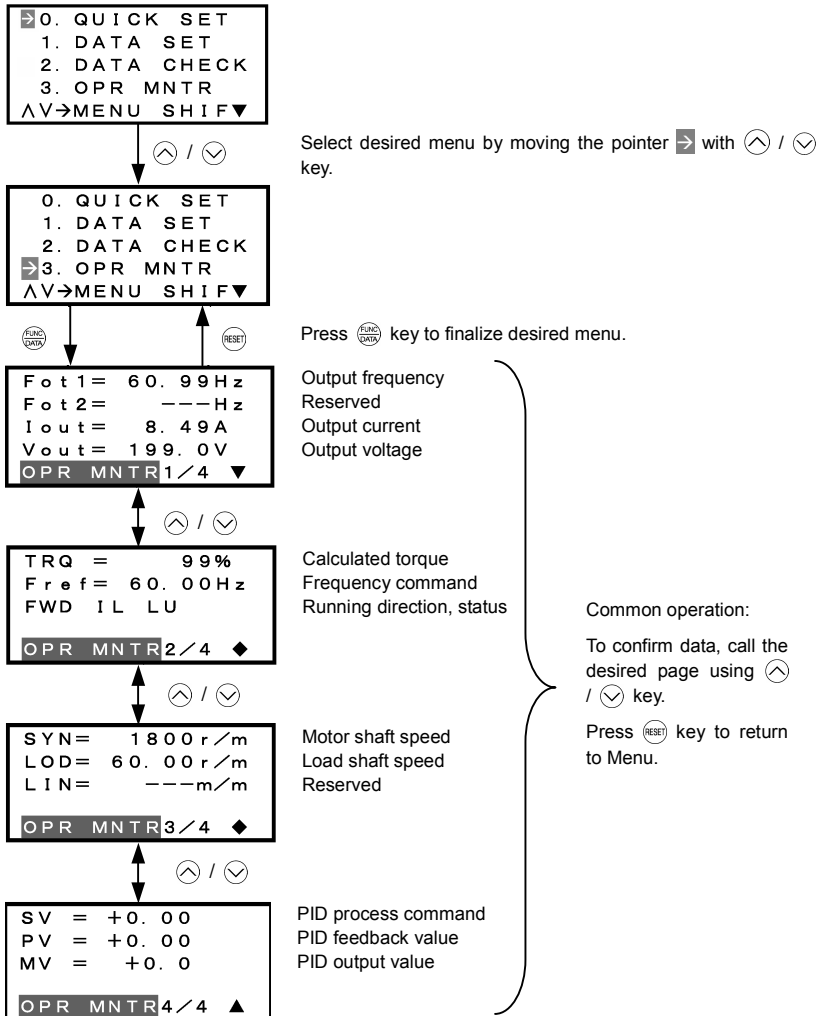 →0. QUICK SET
1. DATA SET
2. DATA CHECK
3. OPR MNTR
∧∨→MENU SHIF▼
∧ / ∨
Select desired menu by moving the pointer → with ∧ / ∨
key.
0. QUICK SET
1. DATA SET
2. DATA CHECK
→3. OPR MNTR
∧∨→MENU SHIF▼
FUNC
DATA
RESET
Press FUNC DATA key to finalize desired menu.
Fot1= 60.99Hz
Fot2= ---Hz
Iout= 8.49A
Vout= 199.0V
OPR MNTR 1/4 ▼
Output frequency
Reserved
Output current
Output voltage
∧ / ∨
TRQ = 99%
Fref= 60.00Hz
FWD IL LU
OPR MNTR 2/4 ◆
Calculated torque
Frequency command
Running direction, status
∧ / ∨
SYN= 1800r/m
LOD= 60.00r/m
LIN= ---m/m
OPR MNTR 3/4 ◆
Motor shaft speed
Load shaft speed
Reserved
∧ / ∨
SV = +0.00
PV = +0.00
MV = +0.0
OPR MNTR 4/4 ▲
PID process command
PID feedback value
PID output value
Common operation:
To confirm data, call the
desired page using ∧
/ ∨ key.
Press RESET key to return
to Menu.